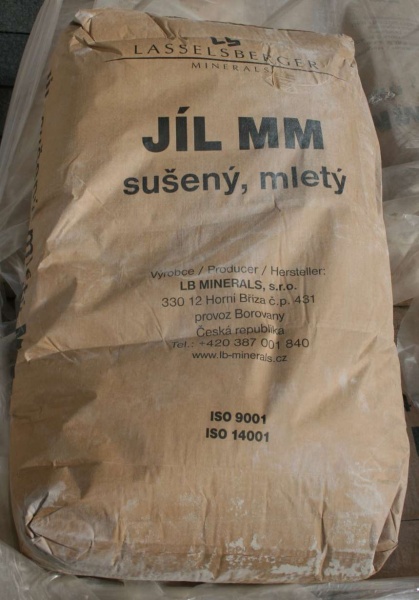 LB
LASSELSBERGER
MINERALS
JÍL MM
sušený, mletý
Výrobce / Producer / Hersteller:
LB MINERALS, s.r.o.
330 12 Horní Bříza č.p. 431
provoz Borovany
Česká republika
Tel.: +420 387 001 840
www.lb-minerals.cz
ISO 9001
ISO 14001